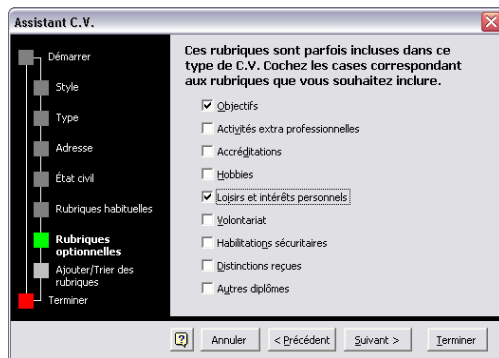 Assistant C.V.
Démarrer
Style
Type
Adresse
État civil
Rubriques habituelles
Rubriques
optionnelles
Ajouter/Trier des
rubriques
Terminer
Ces rubriques sont parfois incluses dans ce
type de C.V. Cochez les cases correspondant
aux rubriques que vous souhaitez inclure.
Objectifs
Activités extra professionnelles
Accréditations
Hobbies
Loisirs et intérêts personnels
Volontariat
Habilitations sécuritaires
Distinctions reçues
Autres diplômes
?
Annuler
< Précédent
Suivant >
Terminer